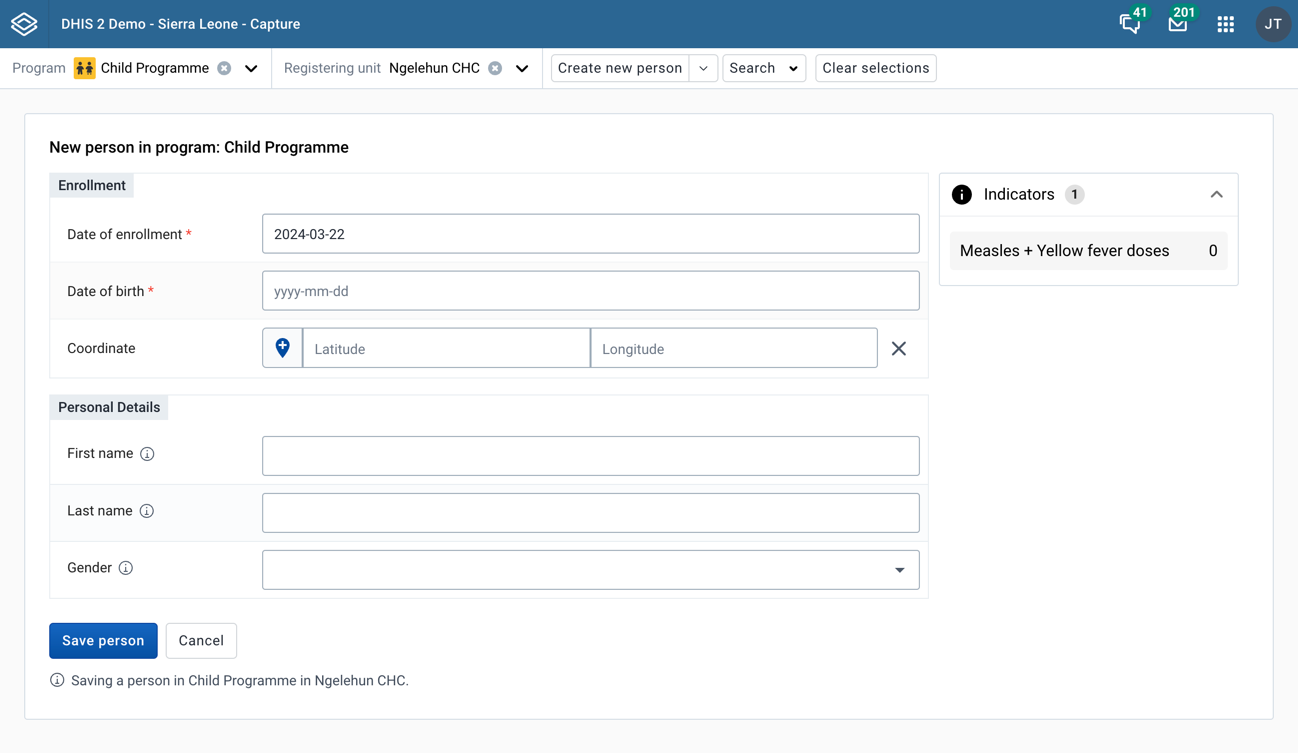 DHIS 2 Demo - Sierra Leone - Capture 41 201 JT
Program Child Programme Registering unit Ngelehun CHC Create new person Search Clear selections
New person in program: Child Programme
Enrollment
Date of enrollment * 2024-03-22
Date of birth * yyyy-mm-dd
Coordinate Latitude Longitude
Personal Details
First name
Last name
Gender
Save person Cancel
Saving a person in Child Programme in Ngelehun CHC.
Indicators 1
Measles + Yellow fever doses 0